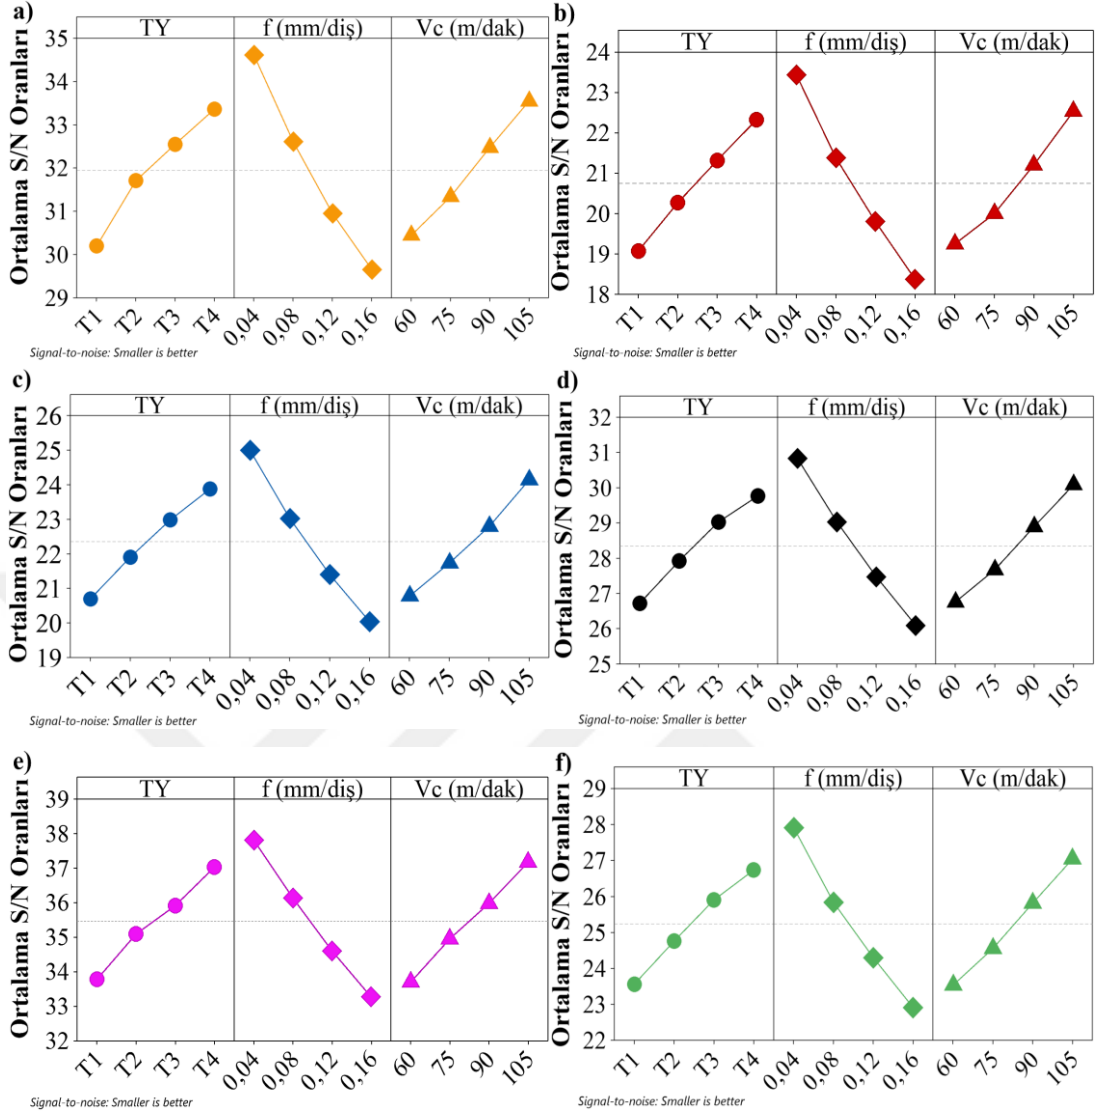 a)
TY f (mm/diş) Vc (m/dak)
Ortalama S/N Oranları
35
34
33
32
31
30
29
T1 T2 T3 T4 0,04 0,08 0,12 0,16 60 75 90 105
Signal-to-noise: Smaller is better
b)
TY f (mm/diş) Vc (m/dak)
Ortalama S/N Oranları
24
23
22
21
20
19
18
T1 T2 T3 T4 0,04 0,08 0,12 0,16 60 75 90 105
Signal-to-noise: Smaller is better
c)
TY f (mm/diş) Vc (m/dak)
Ortalama S/N Oranları
26
25
24
23
22
21
20
19
T1 T2 T3 T4 0,04 0,08 0,12 0,16 60 75 90 105
Signal-to-noise: Smaller is better
d)
TY f (mm/diş) Vc (m/dak)
Ortalama S/N Oranları
32
31
30
29
28
27
26
25
T1 T2 T3 T4 0,04 0,08 0,12 0,16 60 75 90 105
Signal-to-noise: Smaller is better
e)
TY f (mm/diş) Vc (m/dak)
Ortalama S/N Oranları
39
38
37
36
35
34
33
32
T1 T2 T3 T4 0,04 0,08 0,12 0,16 60 75 90 105
Signal-to-noise: Smaller is better
f)
TY f (mm/diş) Vc (m/dak)
Ortalama S/N Oranları
29
28
27
26
25
24
23
22
T1 T2 T3 T4 0,04 0,08 0,12 0,16 60 75 90 105
Signal-to-noise: Smaller is better